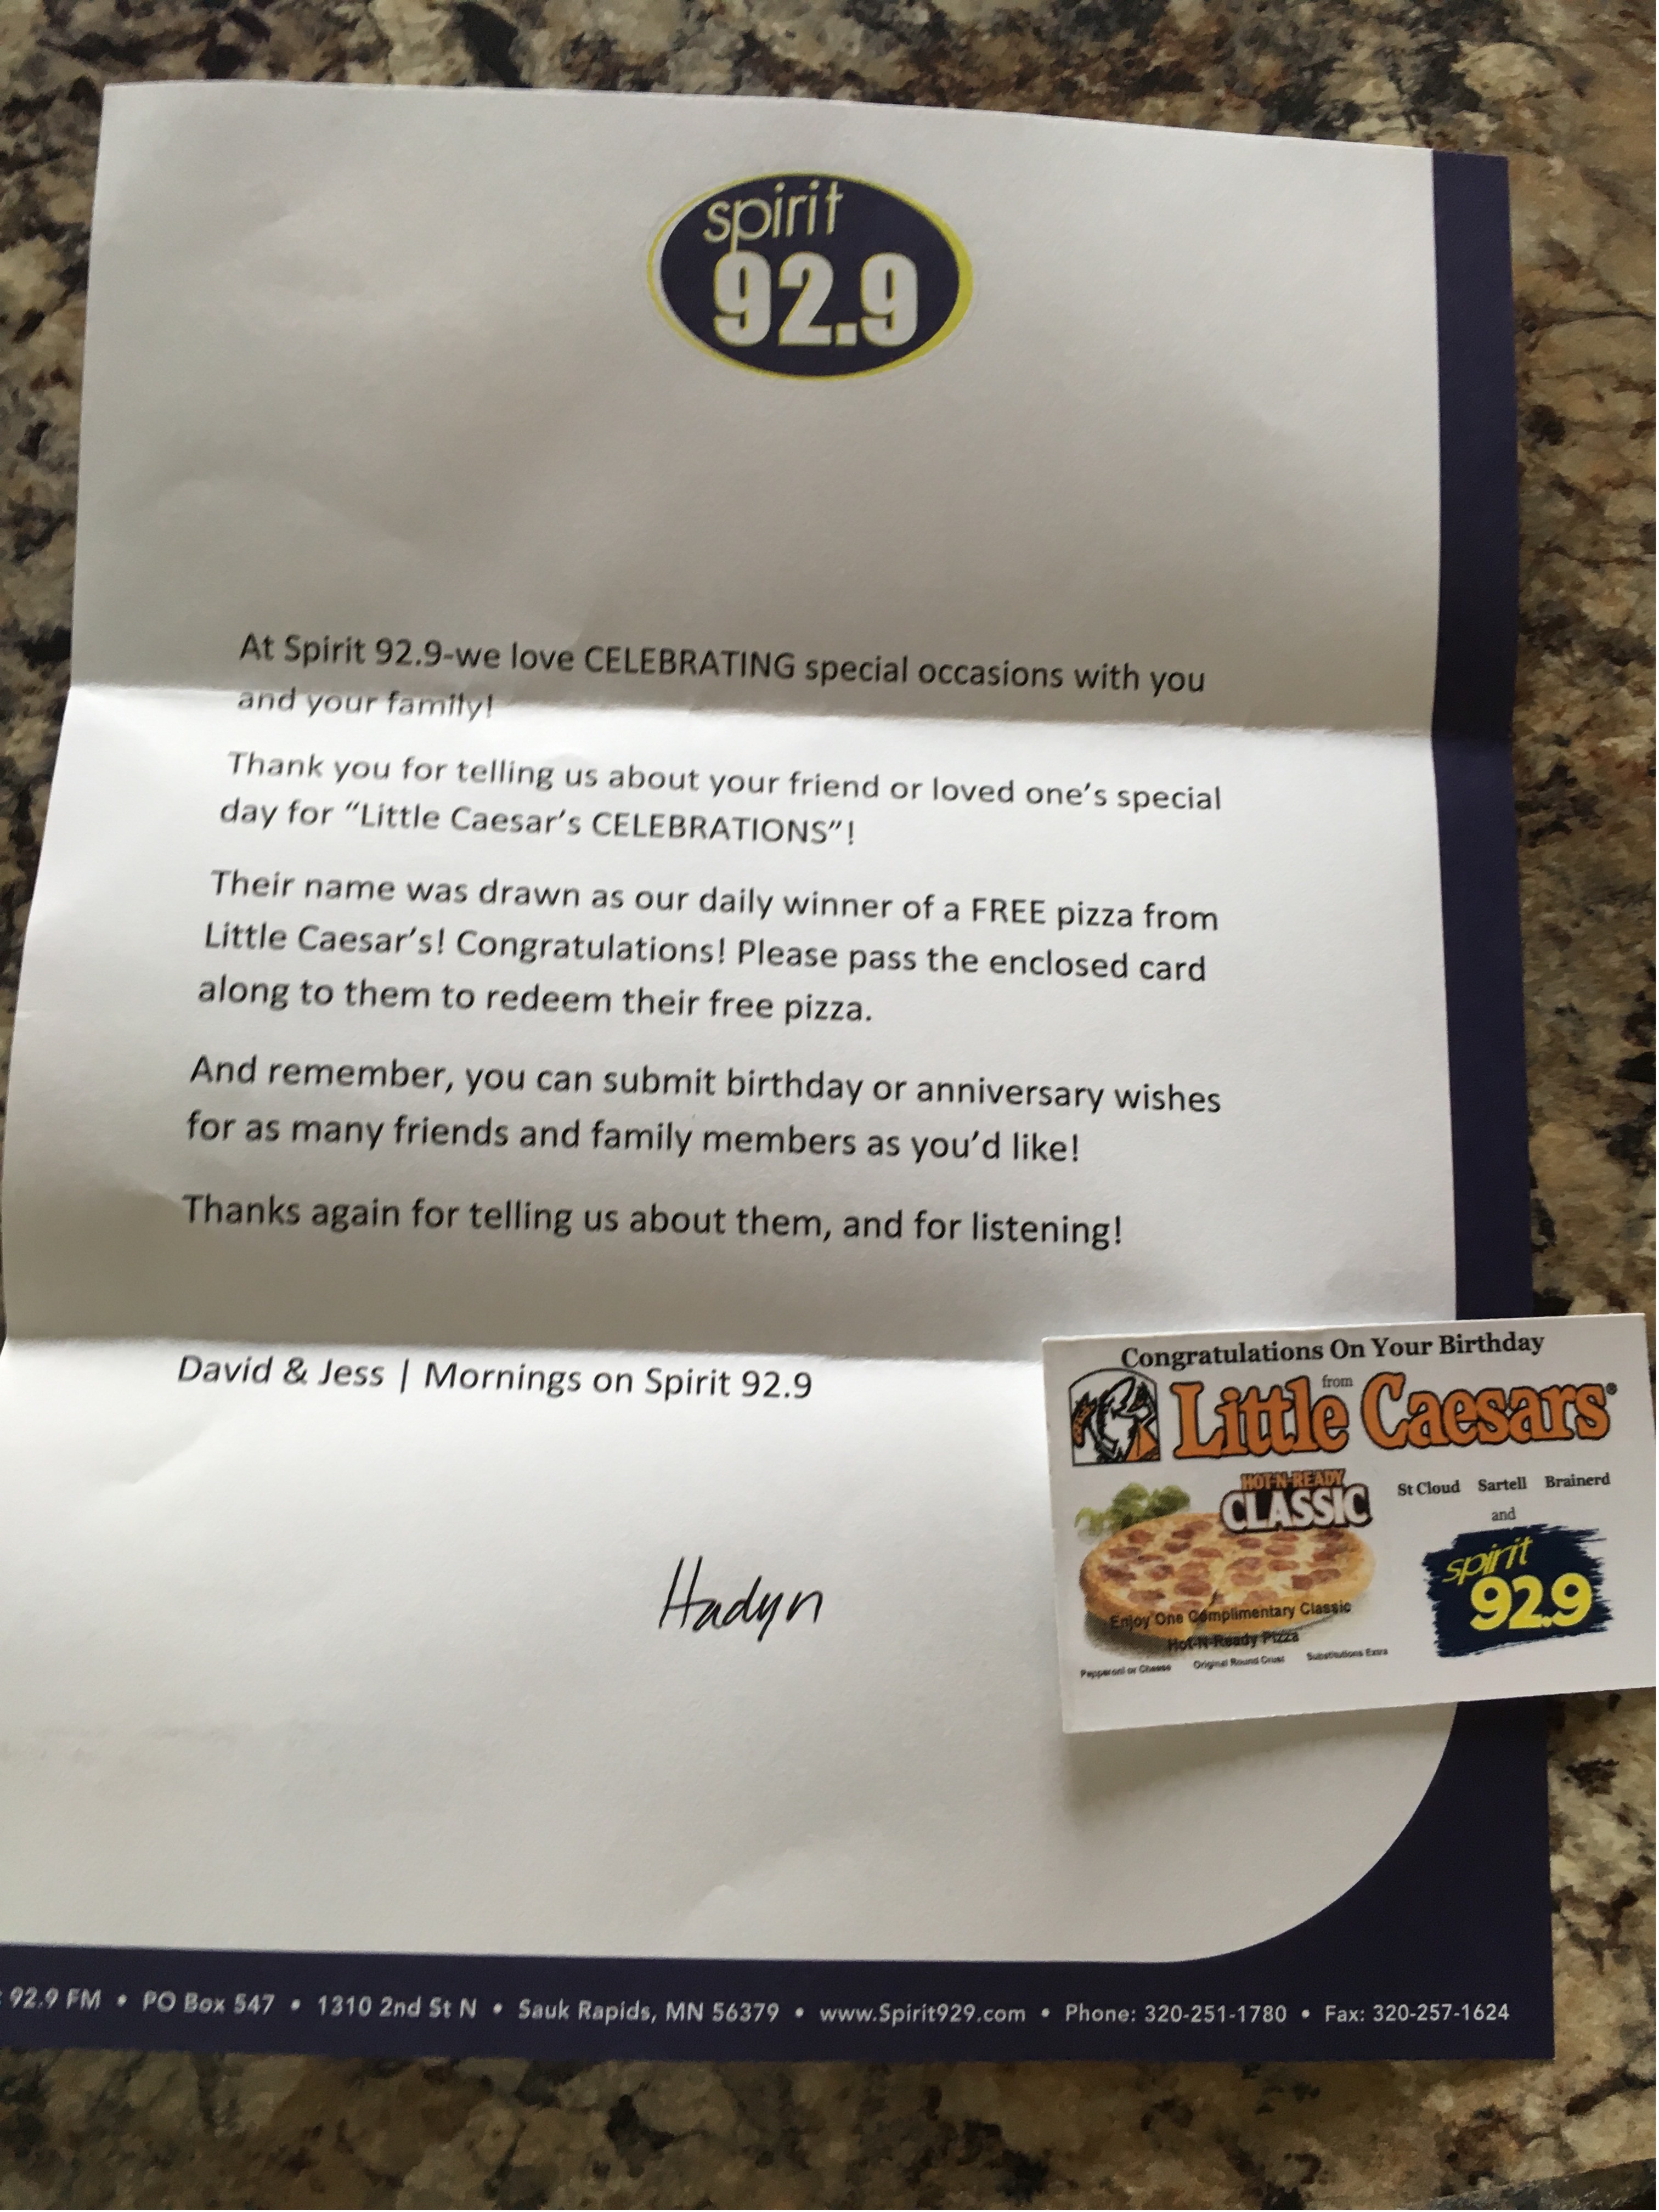 spirit
92.9
At Spirit 92.9-we love CELEBRATING special occasions with you
and your family!
Thank you for telling us about your friend or loved one's special
day for "Little Caesar's CELEBRATIONS"!
Their name was drawn as our daily winner of a FREE pizza from
Little Caesar's! Congratulations! Please pass the enclosed card
along to them to redeem their free pizza.
And remember, you can submit birthday or anniversary wishes
for as many friends and family members as you'd like!
Thanks again for telling us about them, and for listening!
David & Jess | Mornings on Spirit 92.9
Hadyn
Congratulations On Your Birthday
from
Little Caesars®
HOT-N-READY
CLASSIC
St Cloud Sartell Brainerd
and
spirit
92.9
Enjoy One Complimentary Classic
Hot-N-Ready Pizza
Pepperoni or Cheese Original Round Crust Substitutions Extra
92.9 FM • PO Box 547 • 1310 2nd St N • Sauk Rapids, MN 56379 • www.Spirit929.com • Phone: 320-251-1780 • Fax: 320-257-1624